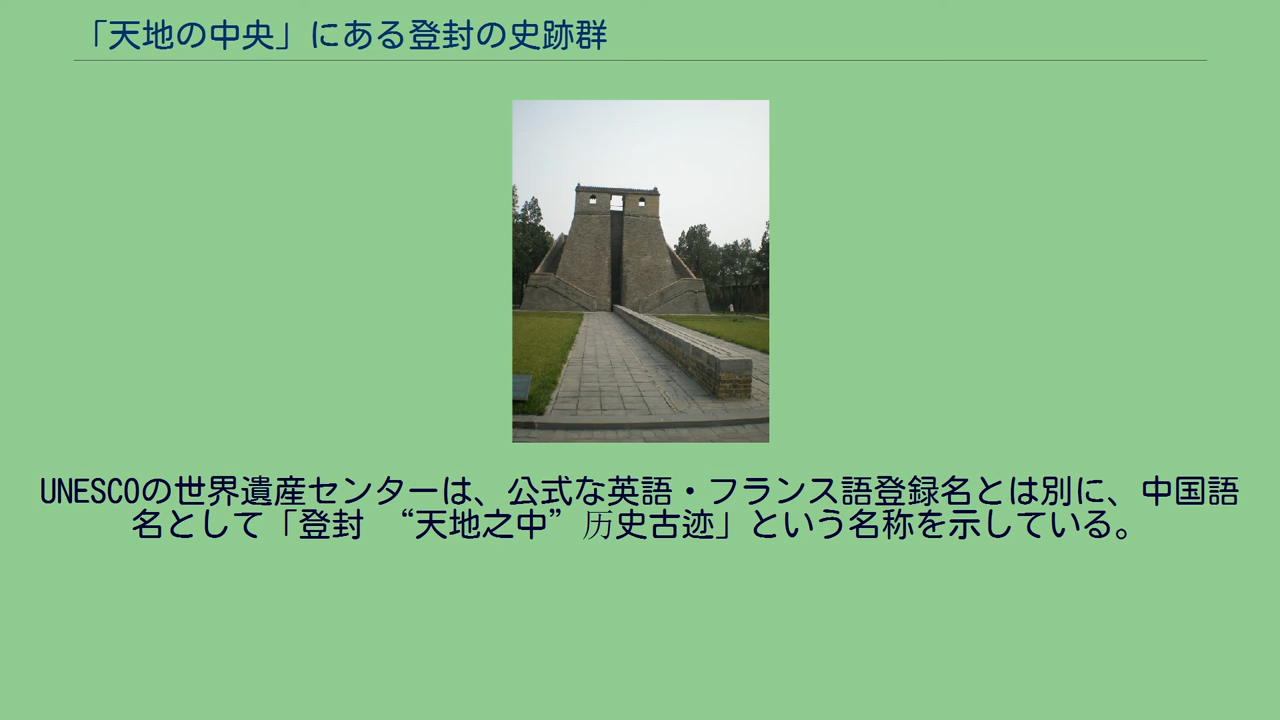 「天地の中央」にある登封の史跡群
UNESCOの世界遺産センターは、公式な英語・フランス語登録名とは別に、中国語
名として「登封 “天地之中”历史古迹」という名称を示している。